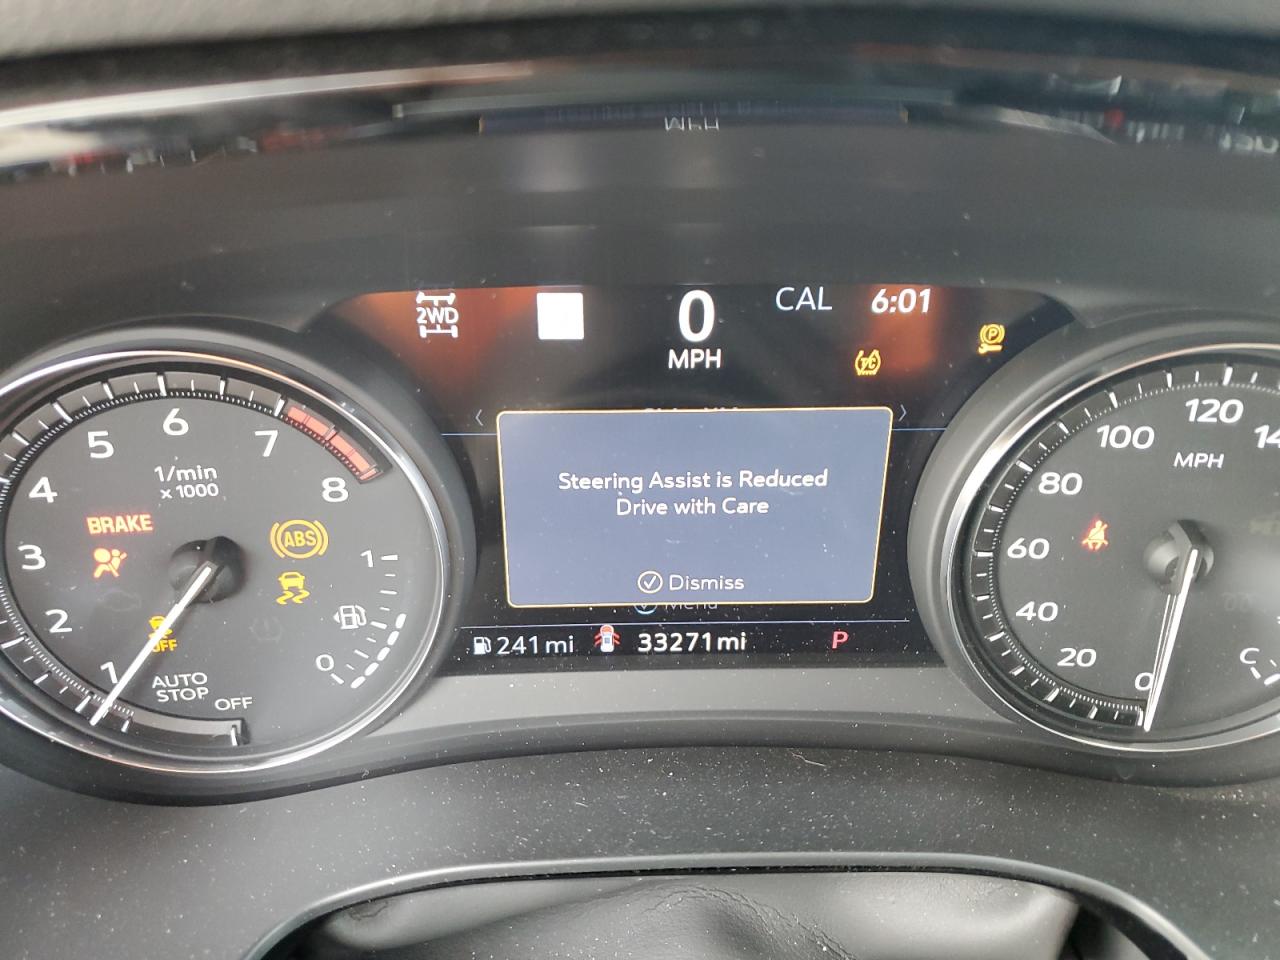 2WD
0
MPH
CAL
6:01
T/C
P
Steering Assist is Reduced
Drive with Care
Dismiss
Menu
241 mi
33271 mi
P
1/min
x 1000
1
2
3
4
5
6
7
8
BRAKE
ABS
OFF
AUTO
STOP
OFF
1
0
MPH
0
20
40
60
80
100
120
C